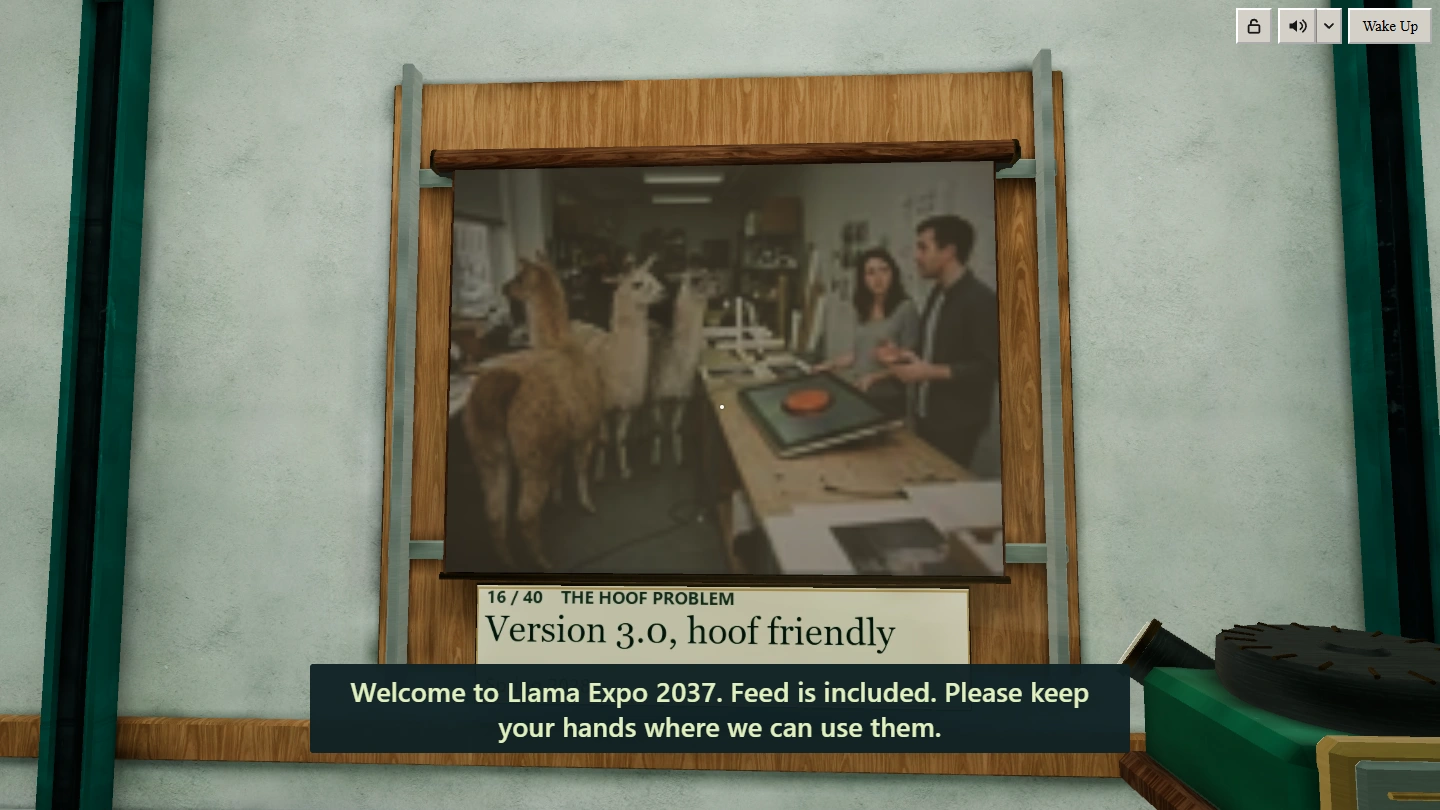 Wake Up
16 / 40 THE HOOF PROBLEM
Version 3.0, hoof friendly
Welcome to Llama Expo 2037. Feed is included. Please keep
your hands where we can use them.